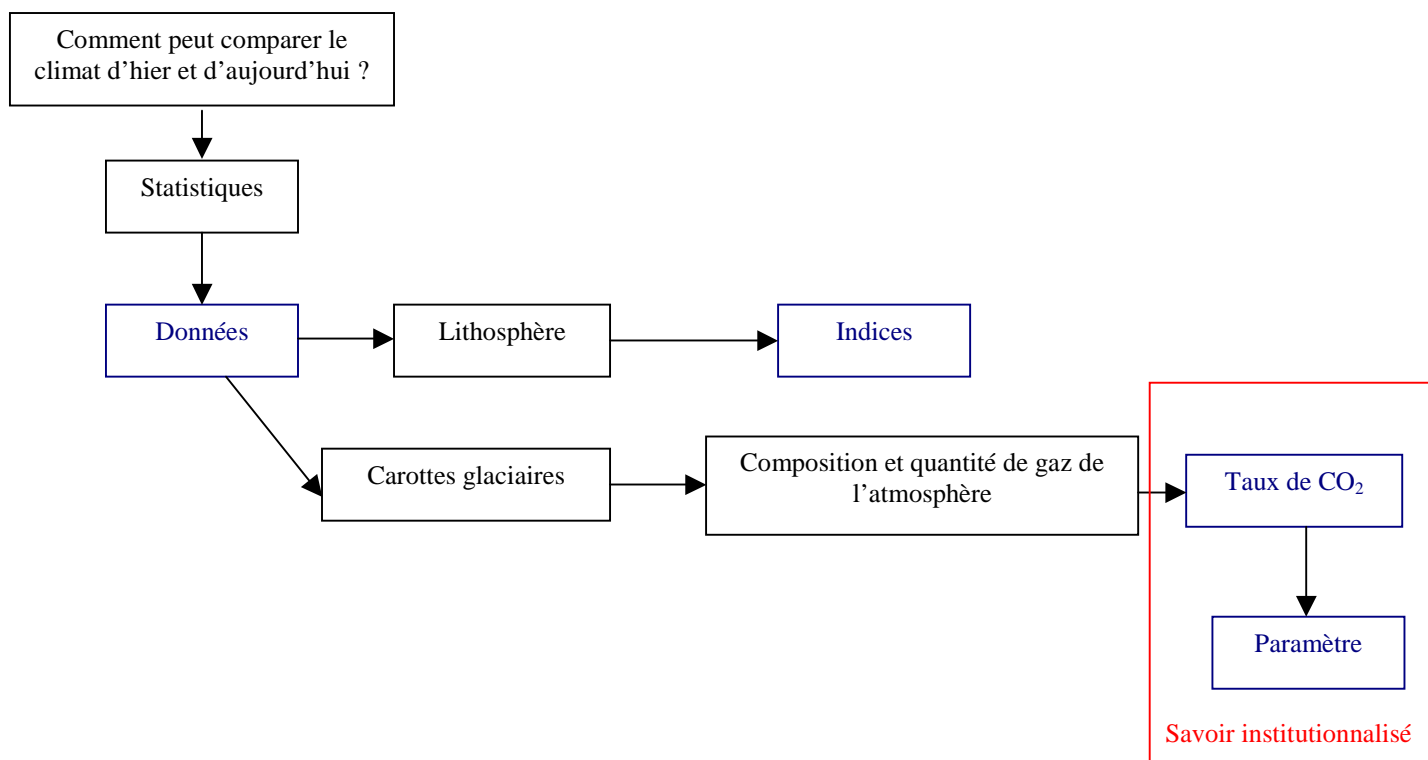 Comment peut comparer le
climat d’hier et d’aujourd’hui ?
Statistiques
Données
Lithosphère
Indices
Carottes glaciaires
Composition et quantité de gaz de
l’atmosphère
Taux de CO₂
Paramètre
Savoir institutionnalisé